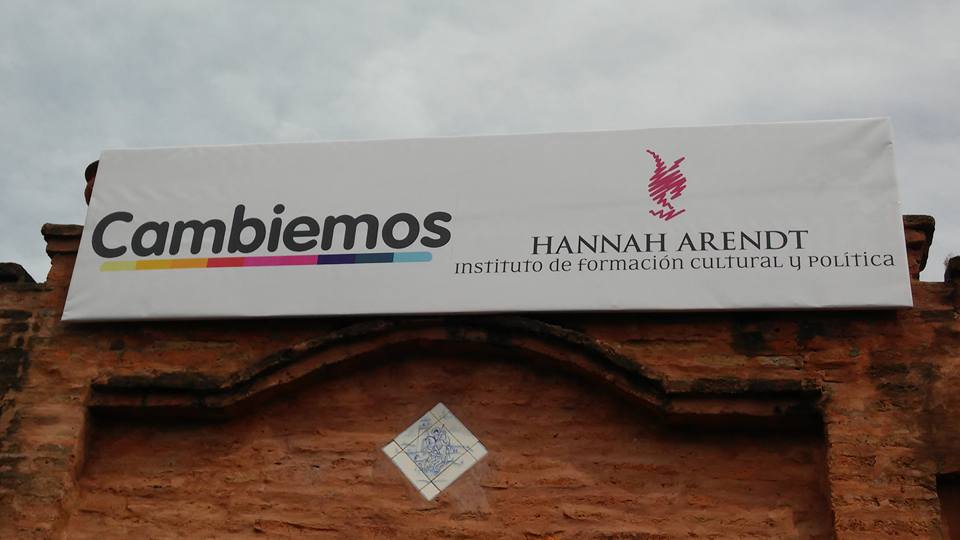 Cambiemos
HANNAH ARENDT
Instituto de formación cultural y política